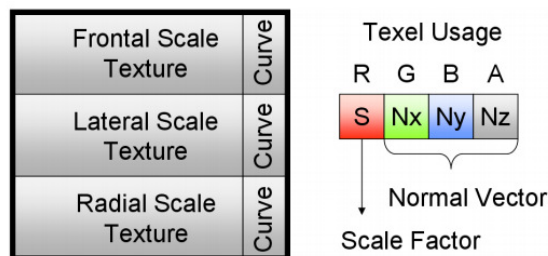 Frontal Scale
Texture
Curve
Lateral Scale
Texture
Curve
Radial Scale
Texture
Curve
Texel Usage
R G B A
S Nx Ny Nz
Normal Vector
Scale Factor